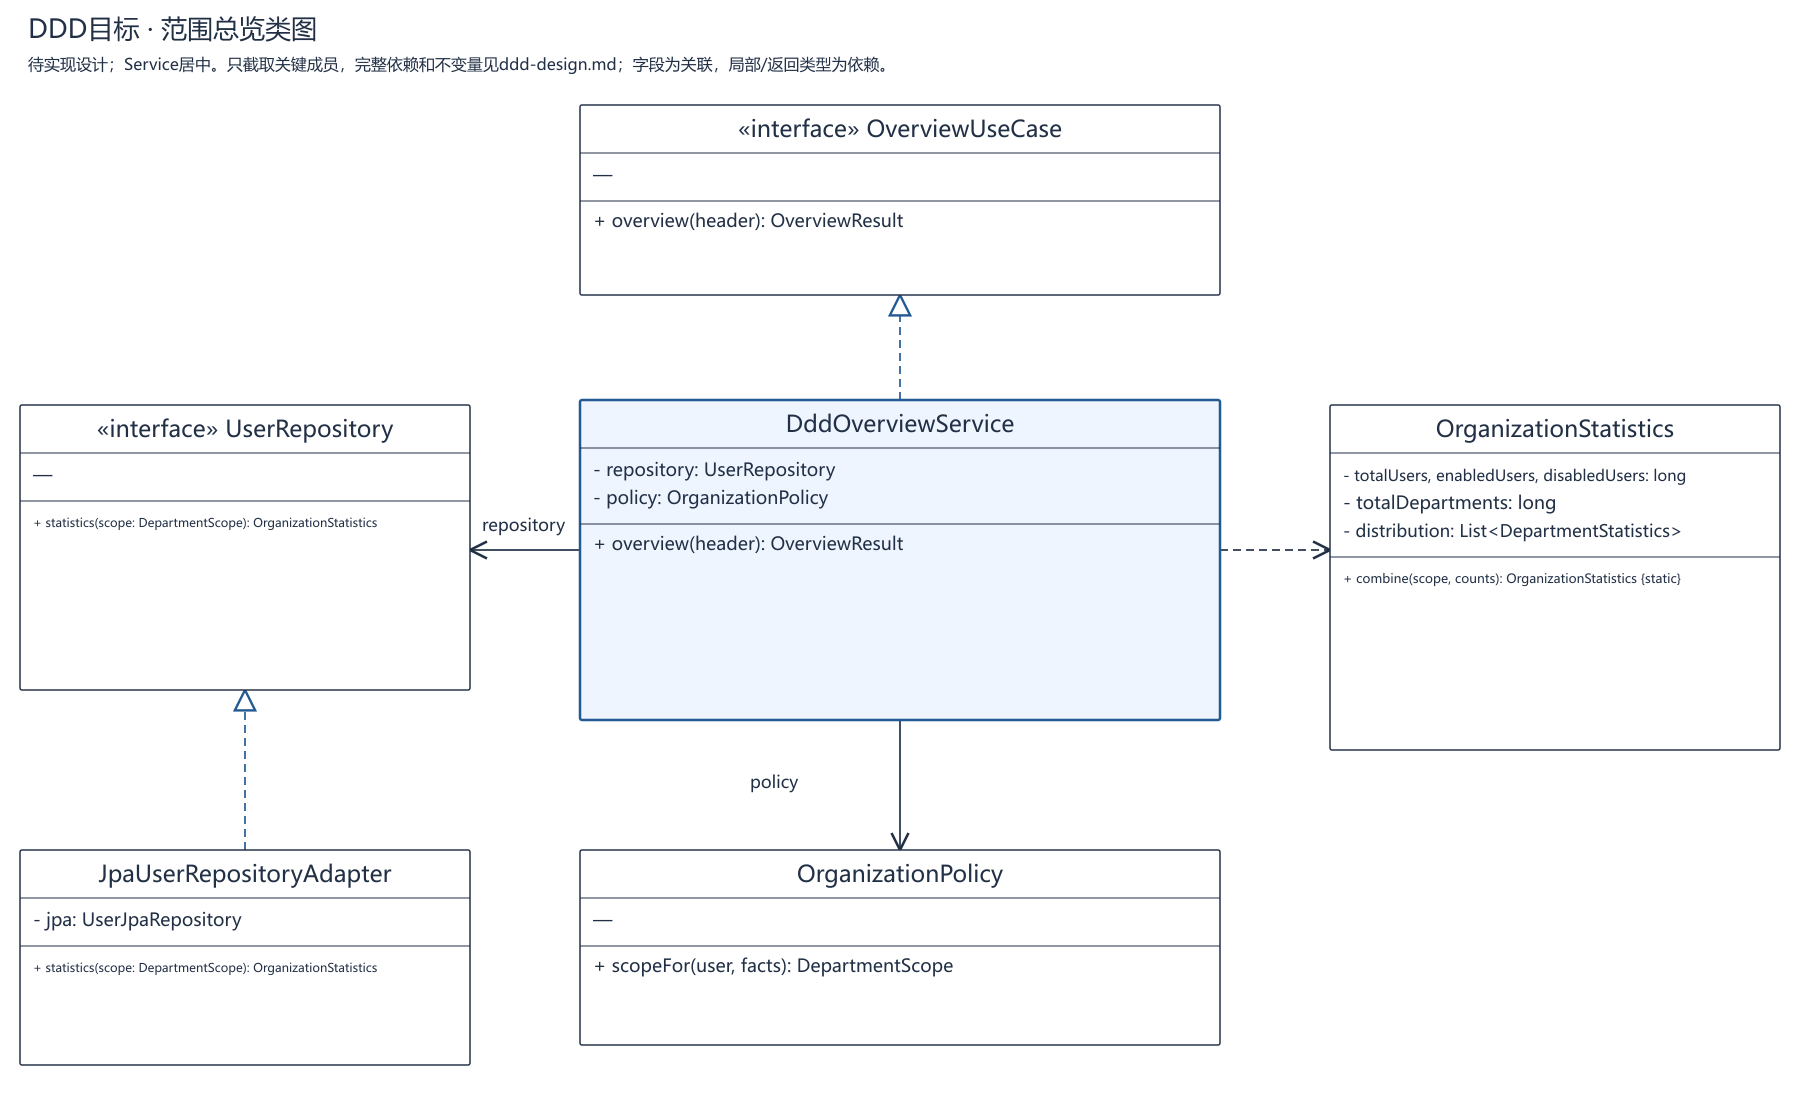 DDD目标 · 范围总览类图
待实现设计；Service居中。只截取关键成员，完整依赖和不变量见ddd-design.md；字段为关联，局部/返回类型为依赖。
«interface» OverviewUseCase
—
+ overview(header): OverviewResult
«interface» UserRepository
—
+ statistics(scope: DepartmentScope): OrganizationStatistics
repository
DddOverviewService
- repository: UserRepository
- policy: OrganizationPolicy
+ overview(header): OverviewResult
OrganizationStatistics
- totalUsers, enabledUsers, disabledUsers: long
- totalDepartments: long
- distribution: List<DepartmentStatistics>
+ combine(scope, counts): OrganizationStatistics {static}
policy
JpaUserRepositoryAdapter
- jpa: UserJpaRepository
+ statistics(scope: DepartmentScope): OrganizationStatistics
OrganizationPolicy
—
+ scopeFor(user, facts): DepartmentScope